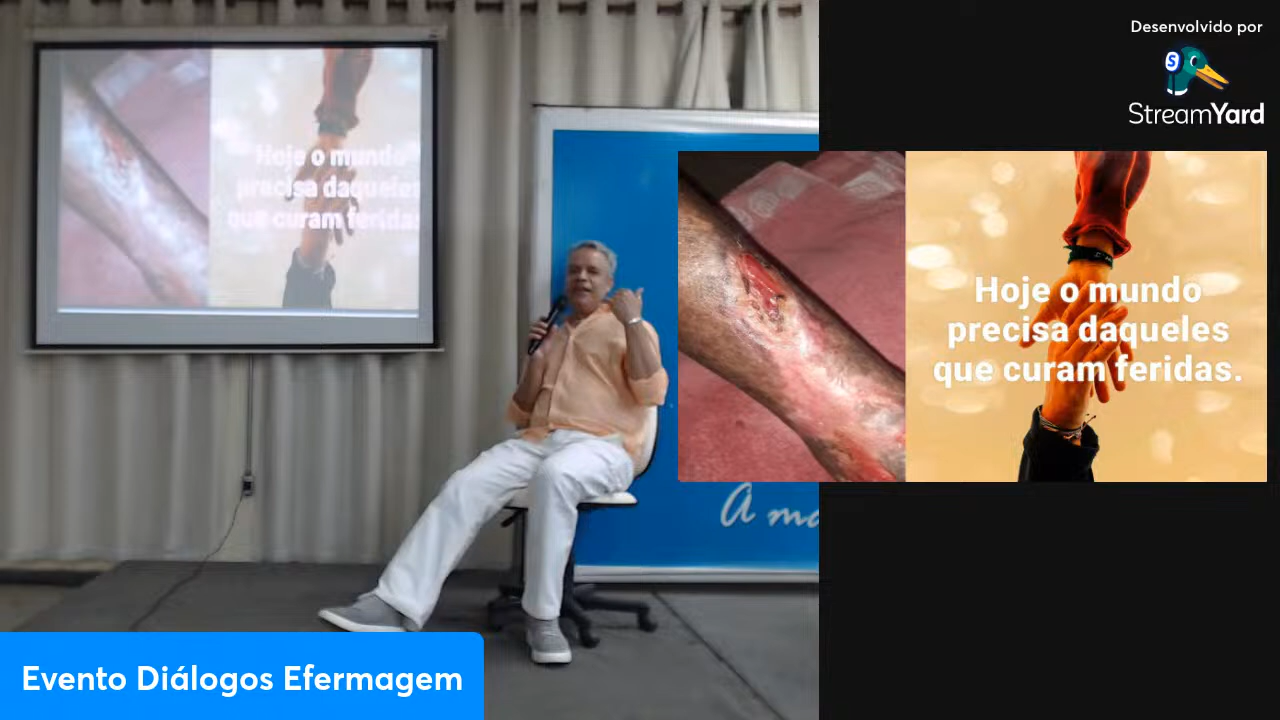 Desenvolvido por
StreamYard
Hoje o mundo
precisa daqueles
que curam feridas.
Hoje o mundo
precisa daqueles
que curam feridas.
A ma
Evento Diálogos Efermagem